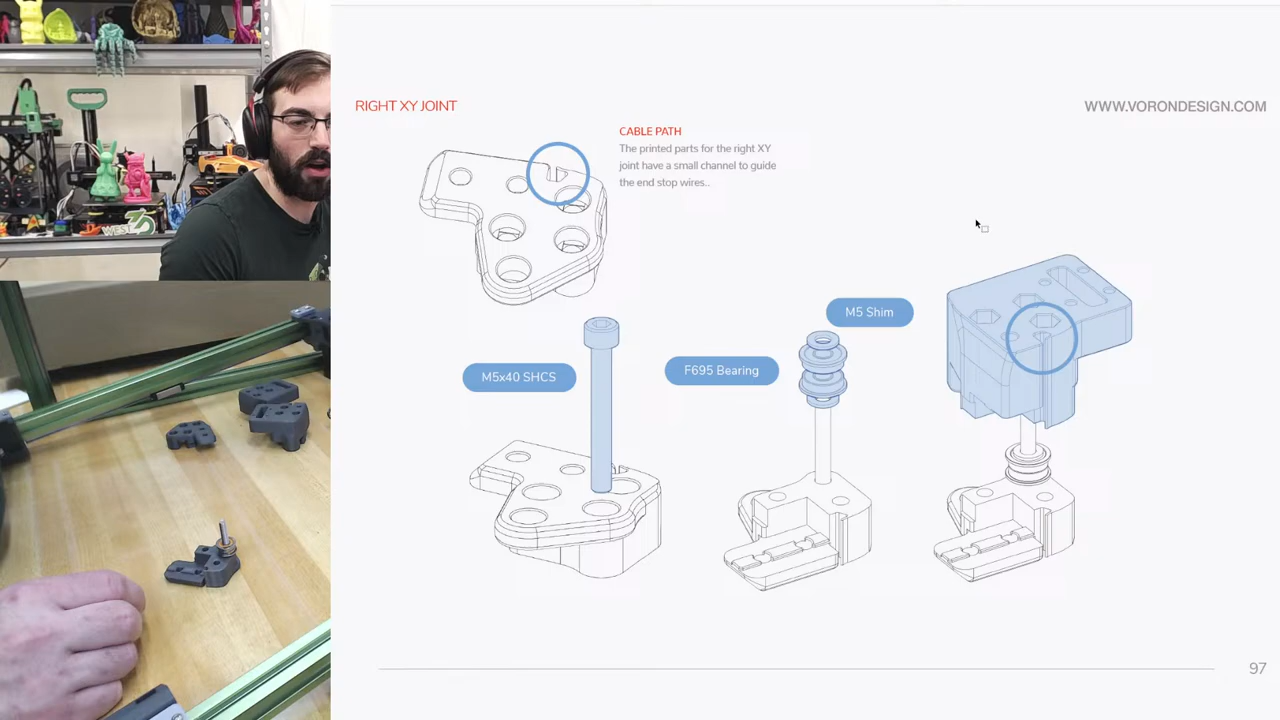 RIGHT XY JOINT
WWW.VORONDESIGN.COM
CABLE PATH
The printed parts for the right XY
joint have a small channel to guide
the end stop wires..
M5 Shim
M5x40 SHCS
F695 Bearing
97